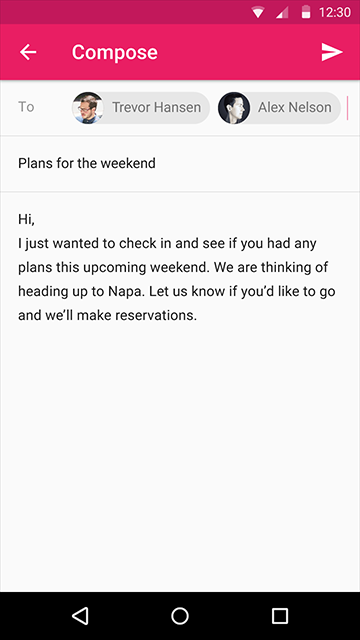 12:30
Compose
To Trevor Hansen Alex Nelson
Plans for the weekend
Hi,
I just wanted to check in and see if you had any
plans this upcoming weekend. We are thinking of
heading up to Napa. Let us know if you’d like to go
and we’ll make reservations.